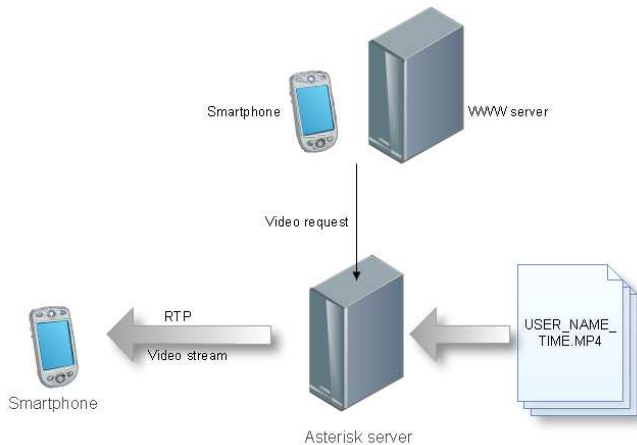 Smartphone
WWW server
Video request
RTP
Video stream
USER_NAME_
TIME.MP4
Smartphone
Asterisk server